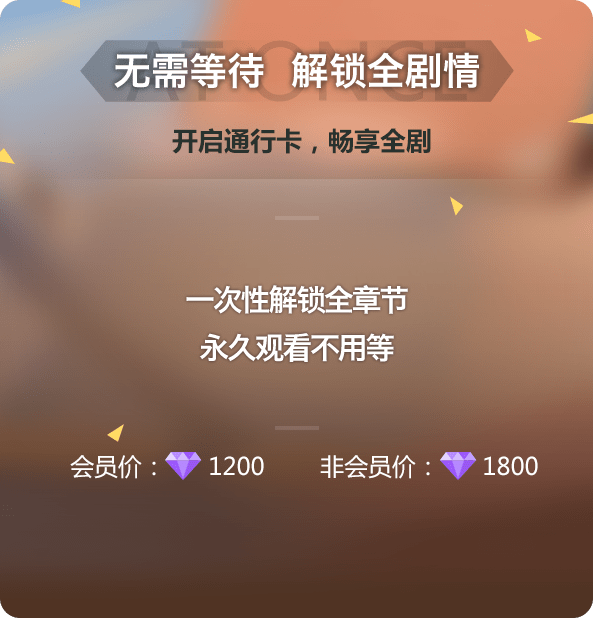 AT ONCE
无需等待 解锁全剧情
开启通行卡，畅享全剧
一次性解锁全章节
永久观看不用等
会员价：1200 非会员价：1800